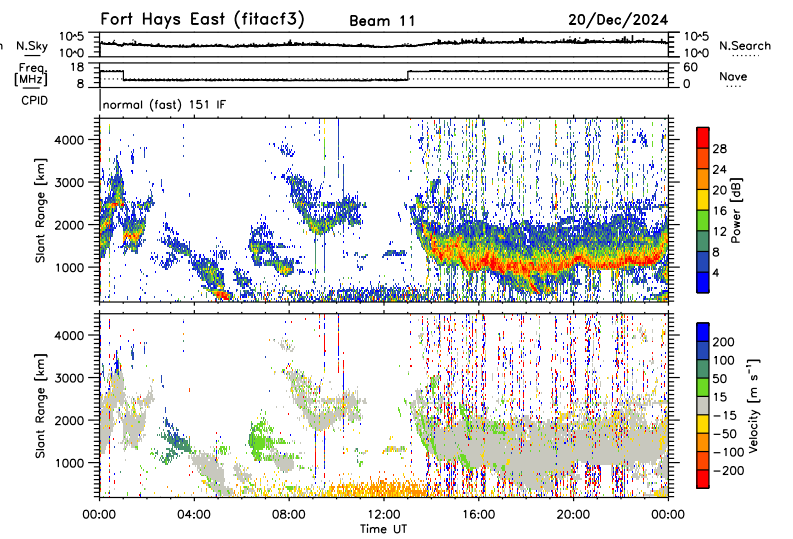 Fort Hays East (fitacf3) Beam 11 20/Dec/2024
N.Sky 10^5 10^0 10^5 10^0 N.Search
Freq. [MHz] 18 8 60 0 Nave
CPID normal (fast) 151 IF
Slant Range [km]
4000
3000
2000
1000
Power [dB]
28
24
20
16
12
8
4
Slant Range [km]
4000
3000
2000
1000
Velocity [m s⁻¹]
200
100
50
15
−15
−50
−100
−200
00:00 04:00 08:00 12:00 16:00 20:00 00:00
Time UT